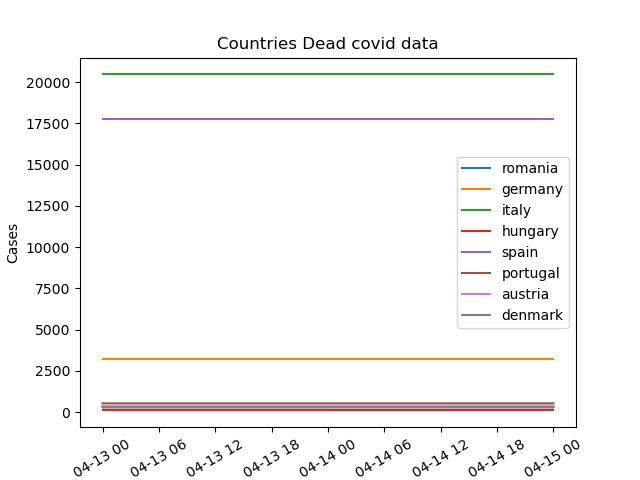 Countries Dead covid data
20000
17500
15000
12500
10000
7500
5000
2500
0
Cases
romania
germany
italy
hungary
spain
portugal
austria
denmark
04-13 00
04-13 06
04-13 12
04-13 18
04-14 00
04-14 06
04-14 12
04-14 18
04-15 00